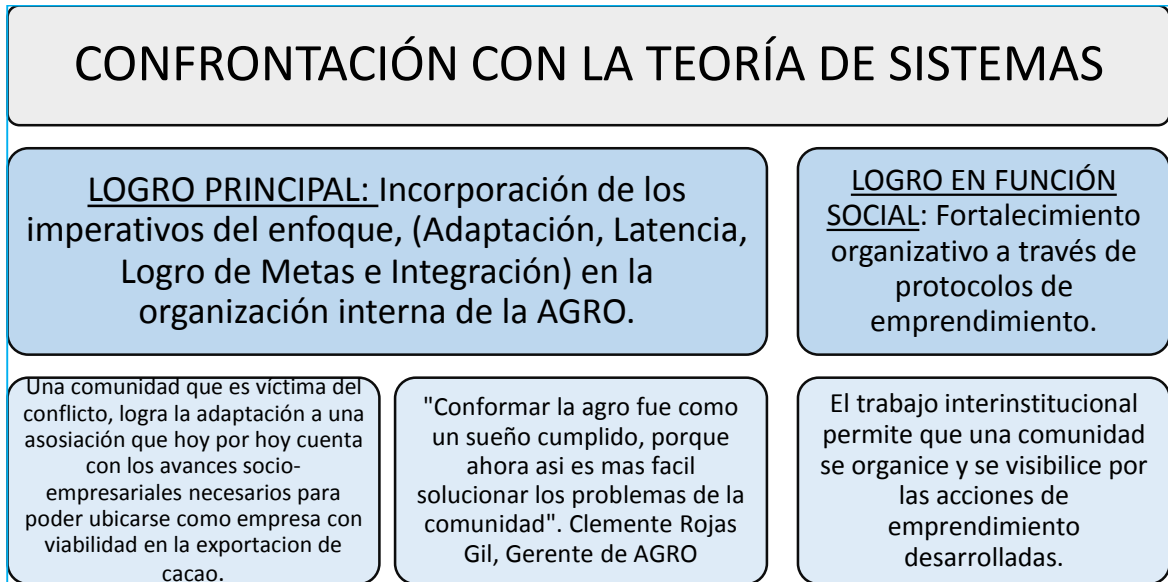 CONFRONTACIÓN CON LA TEORÍA DE SISTEMAS
LOGRO PRINCIPAL: Incorporación de los
imperativos del enfoque, (Adaptación, Latencia,
Logro de Metas e Integración) en la
organización interna de la AGRO.
LOGRO EN FUNCIÓN
SOCIAL: Fortalecimiento
organizativo a través de
protocolos de
emprendimiento.
Una comunidad que es víctima del
conflicto, logra la adaptación a una
asosiación que hoy por hoy cuenta
con los avances socio-
empresariales necesarios para
poder ubicarse como empresa con
viabilidad en la exportacion de
cacao.
"Conformar la agro fue como
un sueño cumplido, porque
ahora asi es mas facil
solucionar los problemas de la
comunidad". Clemente Rojas
Gil, Gerente de AGRO
El trabajo interinstitucional
permite que una comunidad
se organice y se visibilice por
las acciones de
emprendimiento
desarrolladas.